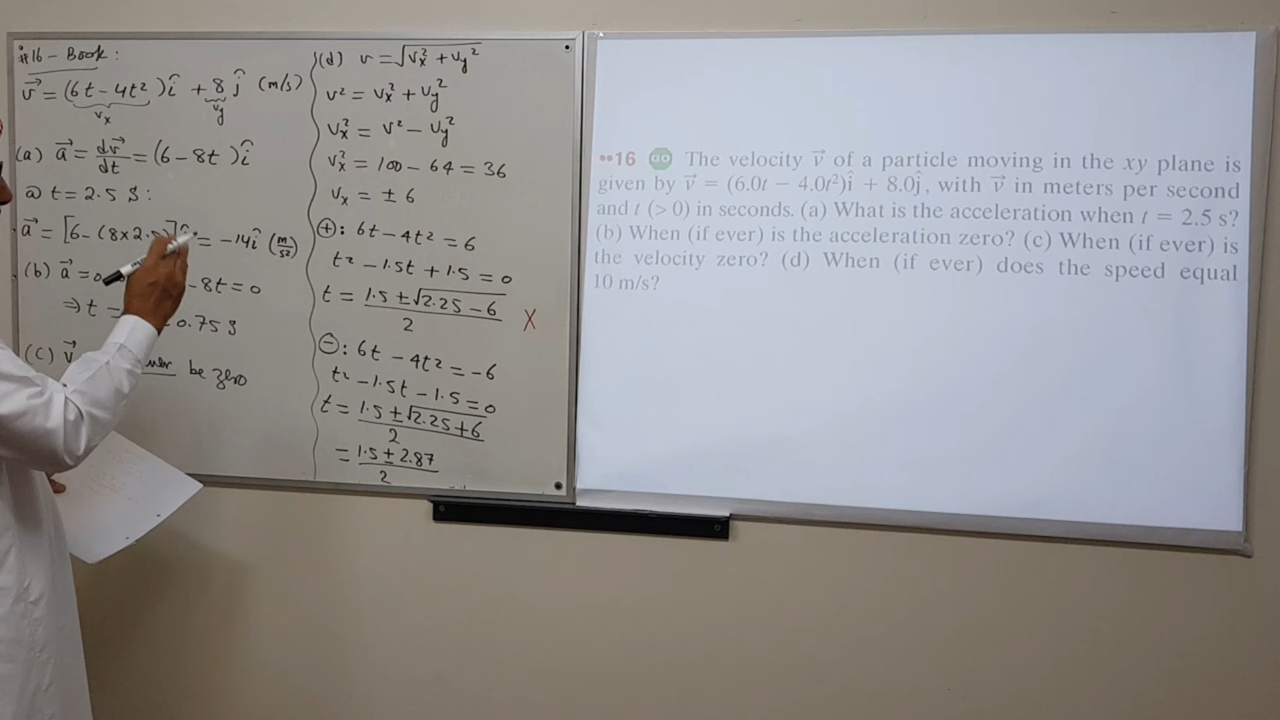 #16 - Book:
v⃗ = (6t - 4t²)î + 8ĵ (m/s)
vx vy
(a) a⃗ = dv⃗/dt = (6 - 8t)î
@ t = 2.5 s:
a⃗ = [6 - (8×2.5)]î = -14î (m/s²)
(b) a⃗ = 0 - 8t = 0
⇒ t = 0.75 s
(c) v⃗ be zero
(d) v = √(vx² + vy²)
v² = vx² + vy²
vx² = v² - vy²
vx² = 100 - 64 = 36
vx = ± 6
⊕: 6t - 4t² = 6
t² - 1.5t + 1.5 = 0
t = (1.5 ± √(2.25 - 6))/2 X
⊖: 6t - 4t² = -6
t² - 1.5t - 1.5 = 0
t = (1.5 ± √(2.25 + 6))/2
= (1.5 ± 2.87)/2
••16 GO The velocity v⃗ of a particle moving in the xy plane is
given by v⃗ = (6.0t − 4.0t²)î + 8.0ĵ, with v⃗ in meters per second
and t (> 0) in seconds. (a) What is the acceleration when t = 2.5 s?
(b) When (if ever) is the acceleration zero? (c) When (if ever) is
the velocity zero? (d) When (if ever) does the speed equal
10 m/s?